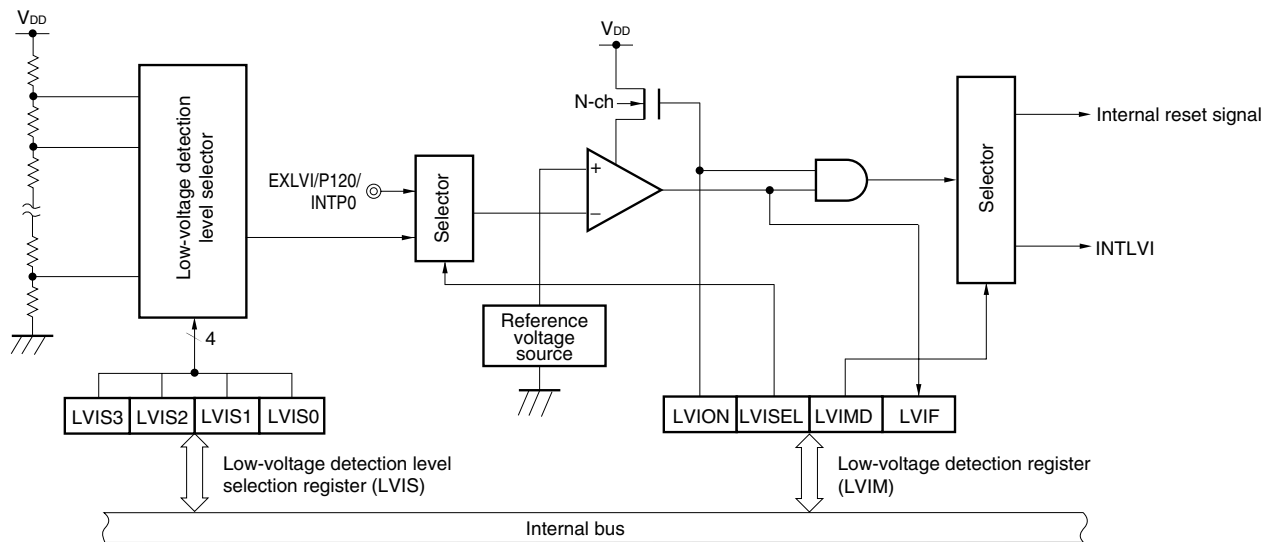 VDD
Low-voltage detection
level selector
4
LVIS3 LVIS2 LVIS1 LVIS0
Low-voltage detection level
selection register (LVIS)
EXLVI/P120/
INTP0
Selector
VDD
N-ch
+
−
Reference
voltage
source
Selector
Internal reset signal
INTLVI
LVION LVISEL LVIMD LVIF
Low-voltage detection register
(LVIM)
Internal bus